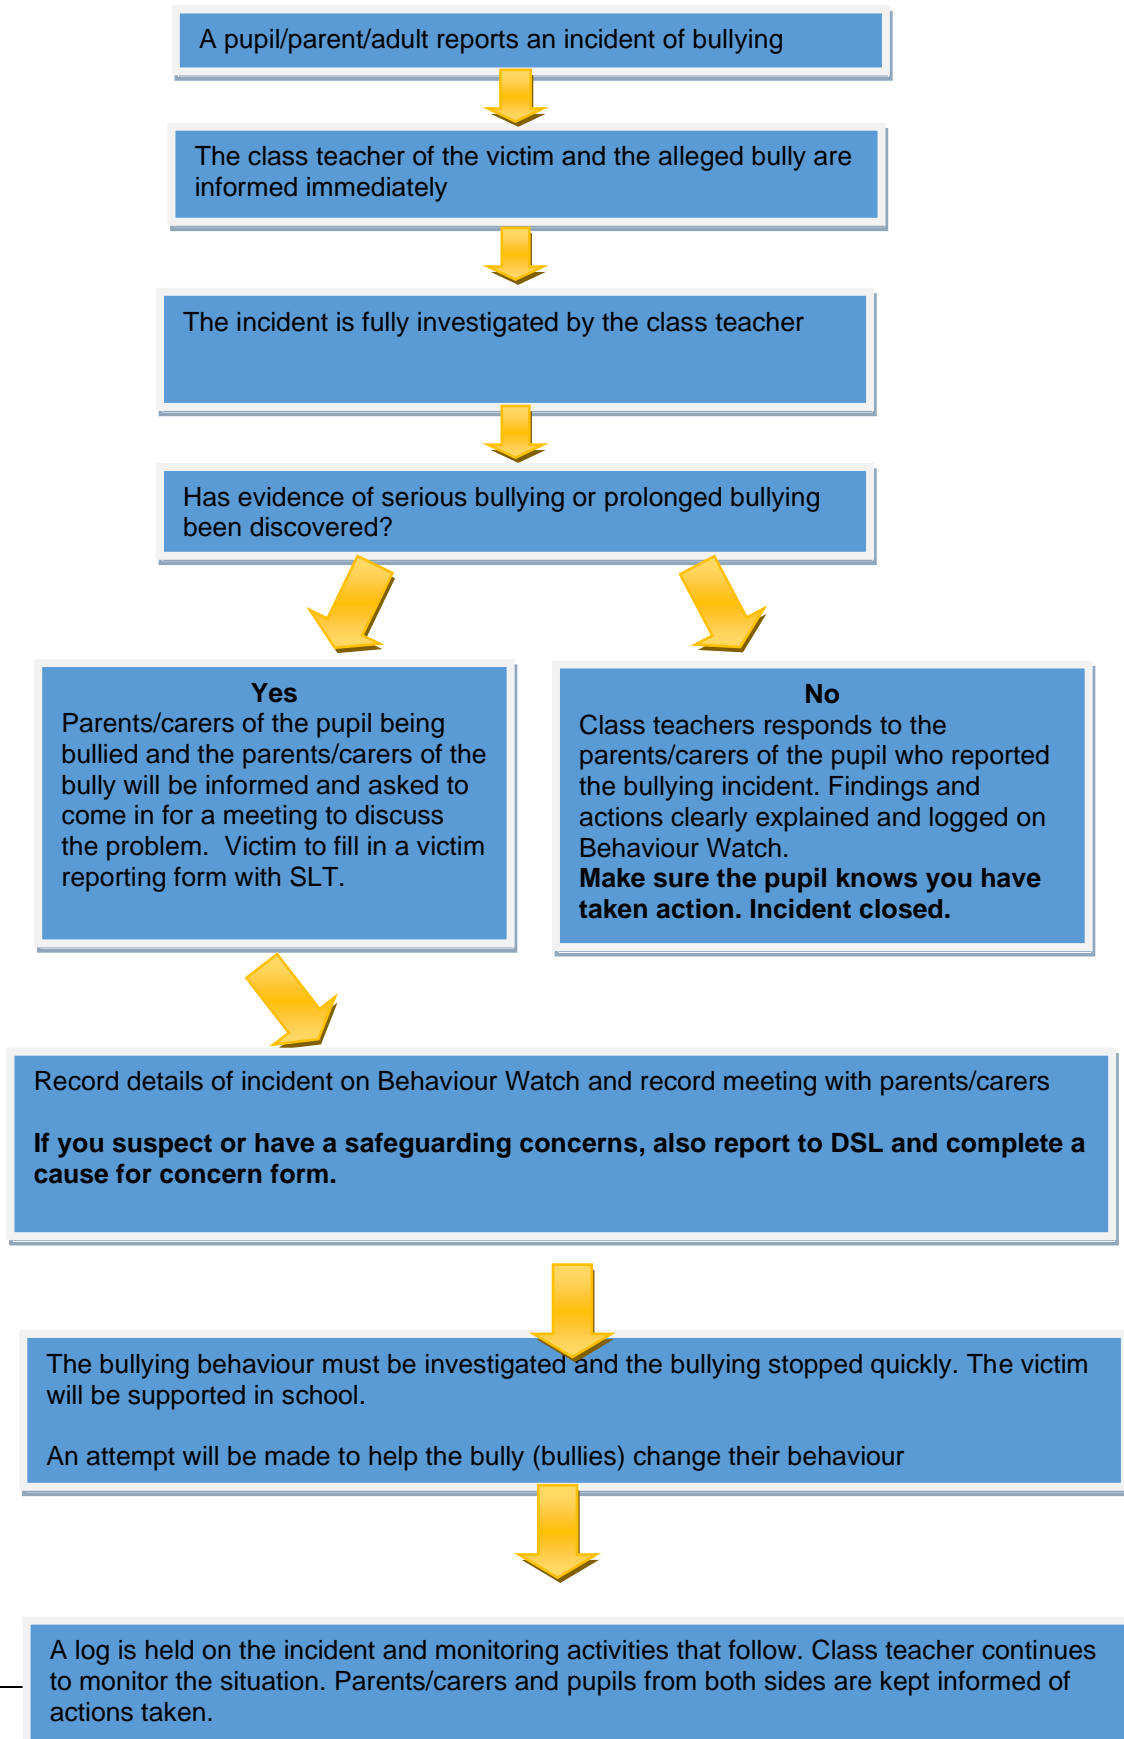 A pupil/parent/adult reports an incident of bullying
The class teacher of the victim and the alleged bully are
informed immediately
The incident is fully investigated by the class teacher
Has evidence of serious bullying or prolonged bullying
been discovered?
Yes
Parents/carers of the pupil being
bullied and the parents/carers of the
bully will be informed and asked to
come in for a meeting to discuss
the problem.  Victim to fill in a victim
reporting form with SLT.
No
Class teachers responds to the
parents/carers of the pupil who reported
the bullying incident. Findings and
actions clearly explained and logged on
Behaviour Watch.
Make sure the pupil knows you have
taken action. Incident closed.
Record details of incident on Behaviour Watch and record meeting with parents/carers
If you suspect or have a safeguarding concerns, also report to DSL and complete a
cause for concern form.
The bullying behaviour must be investigated and the bullying stopped quickly. The victim
will be supported in school.
An attempt will be made to help the bully (bullies) change their behaviour
A log is held on the incident and monitoring activities that follow. Class teacher continues
to monitor the situation. Parents/carers and pupils from both sides are kept informed of
actions taken.